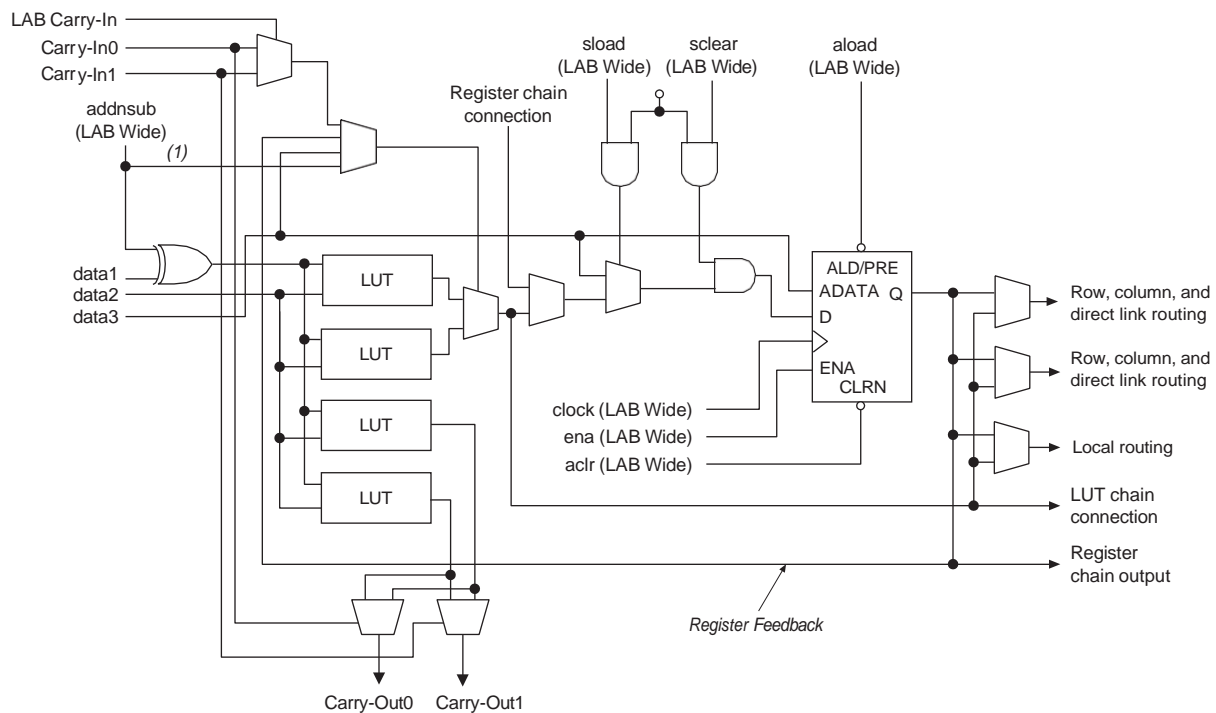 LAB Carry-In
Carry-In0
Carry-In1
addnsub
(LAB Wide)
(1)
data1
data2
data3
LUT
LUT
LUT
LUT
Register chain
connection
sload
(LAB Wide)
sclear
(LAB Wide)
aload
(LAB Wide)
ALD/PRE
ADATA
Q
D
ENA
CLRN
clock (LAB Wide)
ena (LAB Wide)
aclr (LAB Wide)
Row, column, and
direct link routing
Row, column, and
direct link routing
Local routing
LUT chain
connection
Register
chain output
Register Feedback
Carry-Out0
Carry-Out1